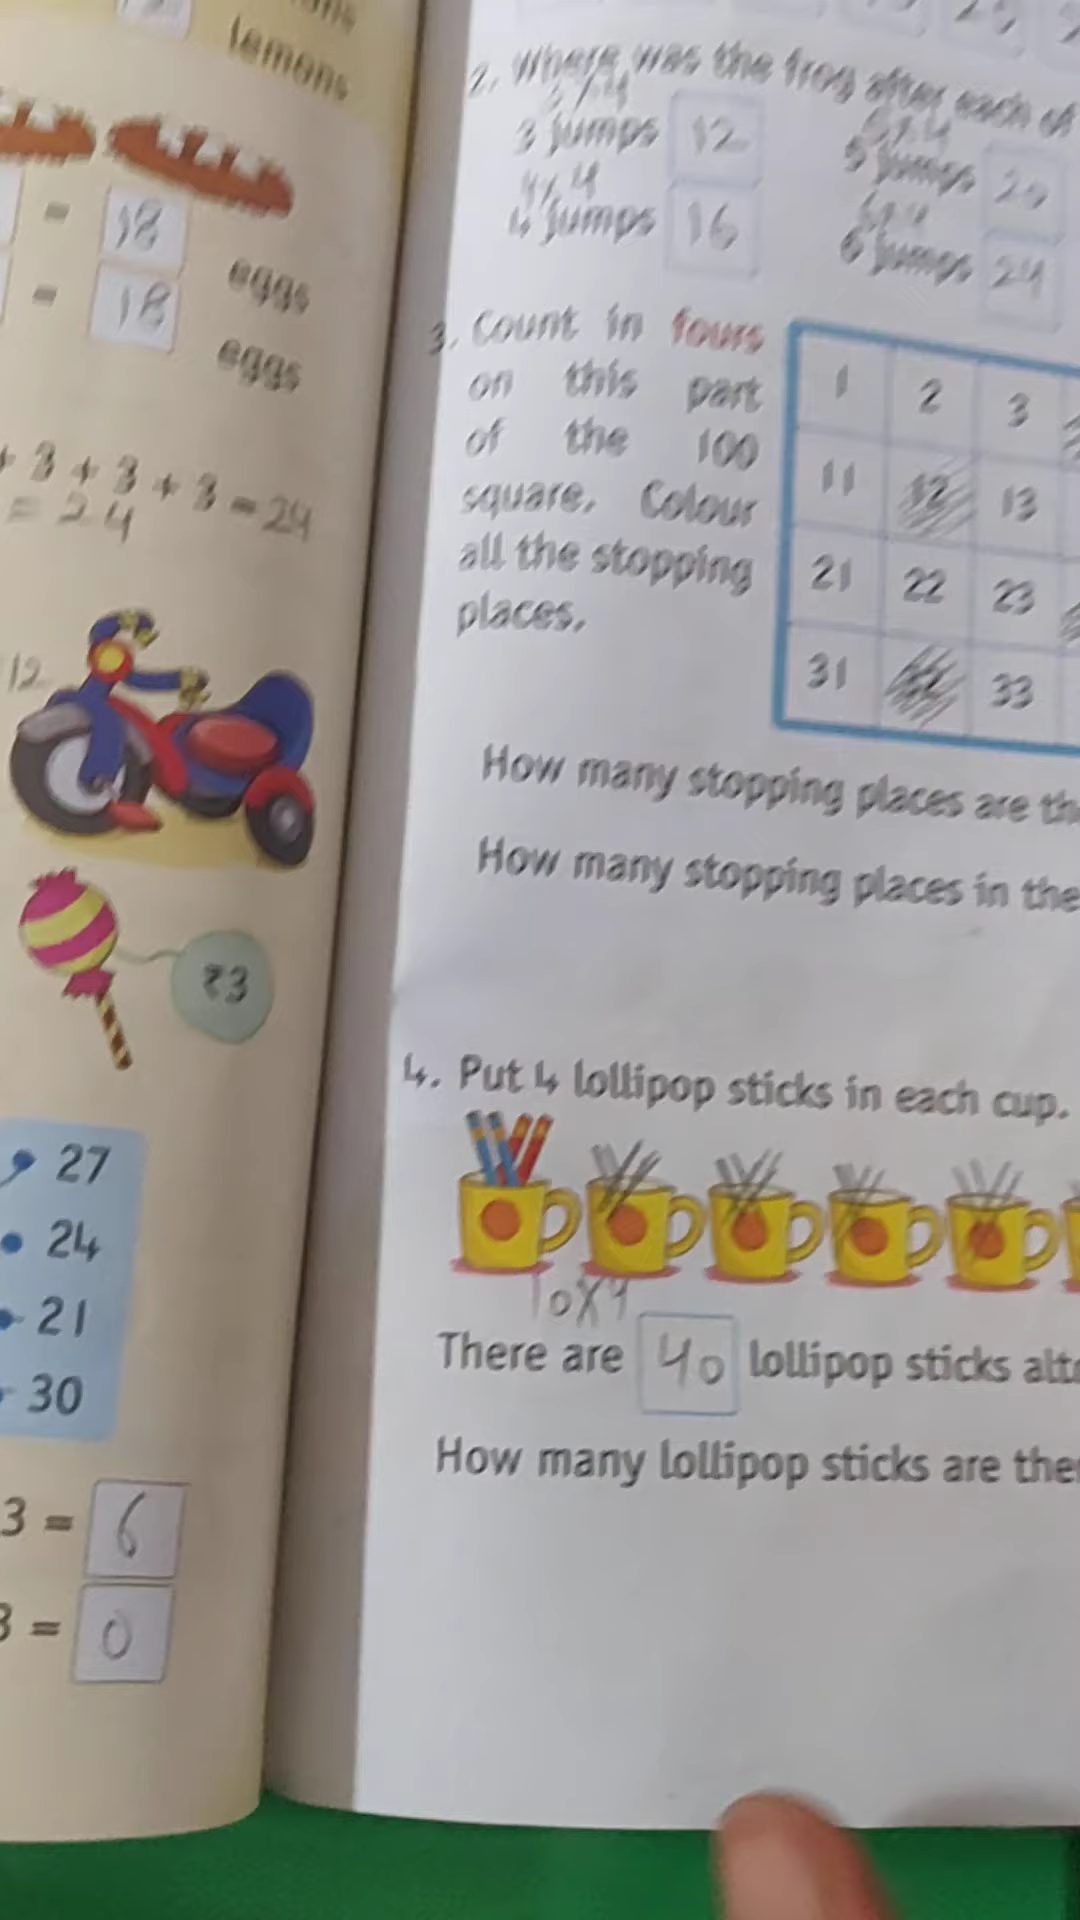 lemons
= 18 eggs
= 18 eggs
+ 3 + 3 + 3 = 24
= 24
12
₹3
27
24
21
30
3 = 6
3 = 0
2. Where was the frog after each of
3x4
3 jumps 12
5x4
5 jumps 20
4x4
4 jumps 16
6x4
6 jumps 24
3. Count in fours
on this part
of the 100
square. Colour
all the stopping
places.
1 2 3
11 12 13
21 22 23
31 33
How many stopping places are
How many stopping places in the
4. Put 4 lollipop sticks in each cup.
10x4
There are 40 lollipop sticks
How many lollipop sticks are